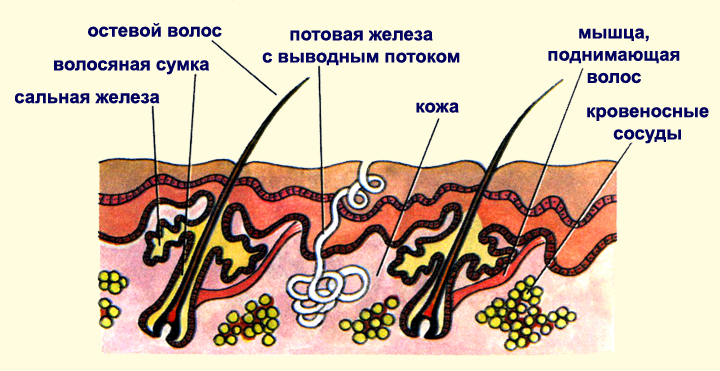 остевой волос
волосяная сумка
сальная железа
потовая железа
с выводным потоком
кожа
мышца,
поднимающая
волос
кровеносные
сосуды